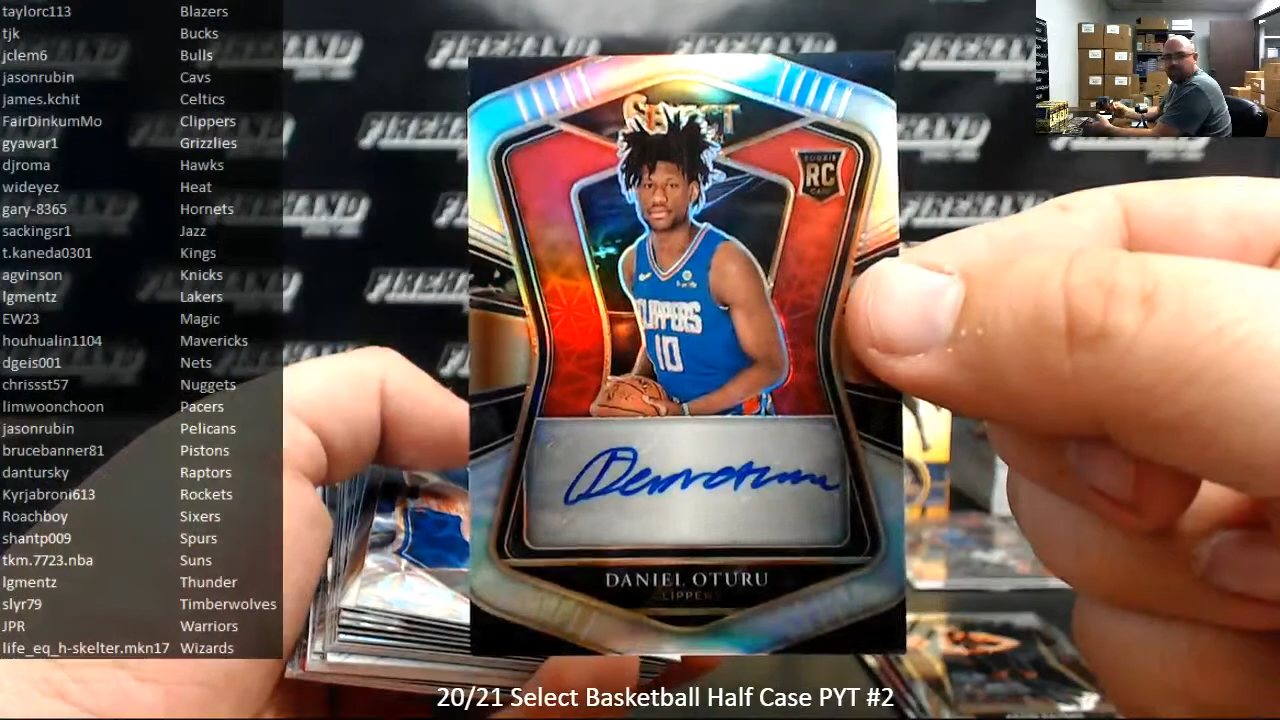 taylorc113 Blazers
tjk Bucks
jclem6 Bulls
jasonrubin Cavs
james.kchit Celtics
FairDinkumMo Clippers
gyawar1 Grizzlies
djroma Hawks
wideyez Heat
gary-8365 Hornets
sackingsr1 Jazz
t.kaneda0301 Kings
agvinson Knicks
lgmentz Lakers
EW23 Magic
houhualin1104 Mavericks
dgeis001 Nets
chrissst57 Nuggets
limwoonchoon Pacers
jasonrubin Pelicans
brucebanner81 Pistons
dantursky Raptors
Kyrjabroni613 Rockets
Roachboy Sixers
shantp009 Spurs
tkm.7723.nba Suns
lgmentz Thunder
slyr79 Timberwolves
JPR Warriors
life_eq_h-skelter.mkn17 Wizards
FIREHAND
SELECT
ROOKIE
RC
CARD
CLIPPERS
10
DANIEL OTURU
CLIPPERS
20/21 Select Basketball Half Case PYT #2